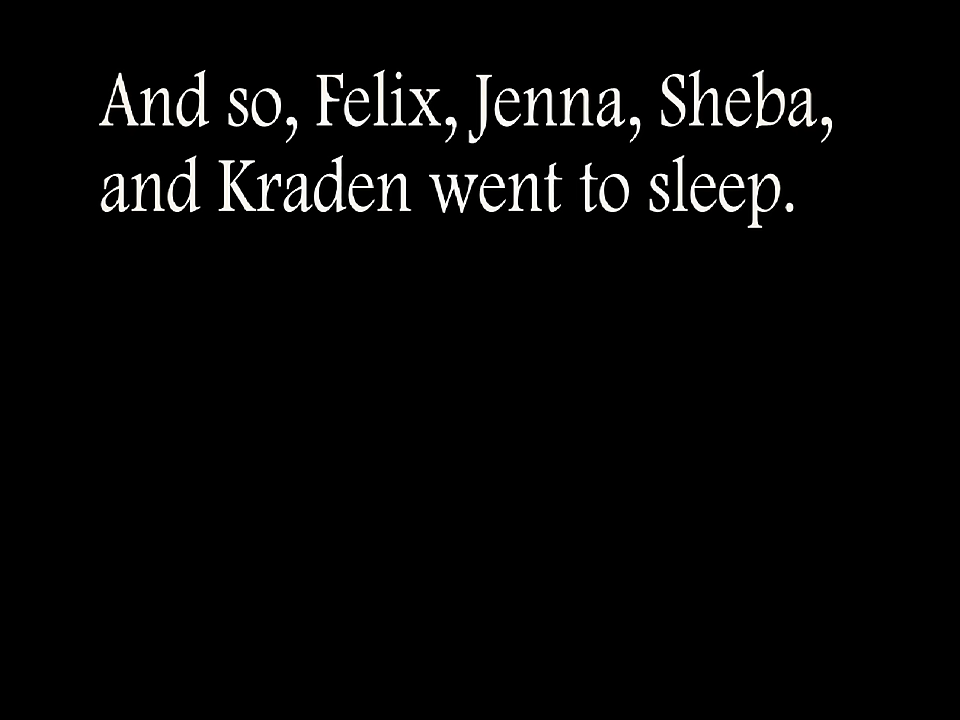 And so, Felix, Jenna, Sheba,
and Kraden went to sleep.